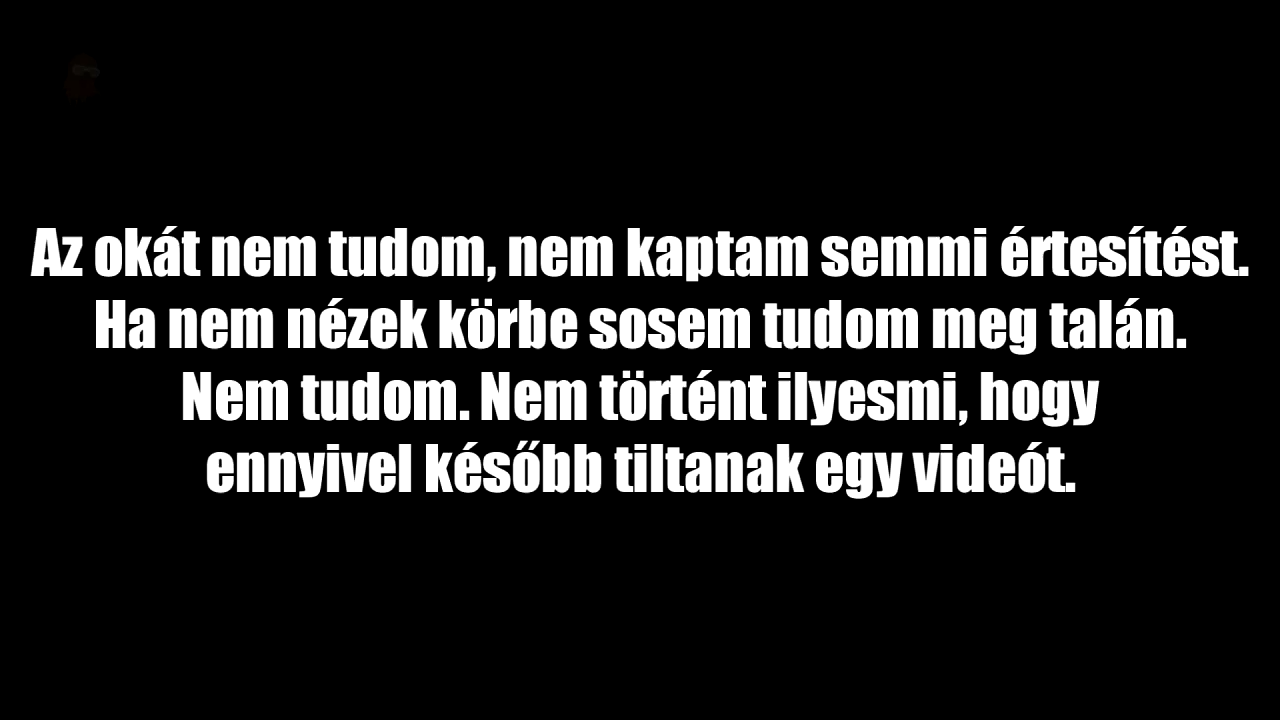 Az okát nem tudom, nem kaptam semmi értesítést.
Ha nem nézek körbe sosem tudom meg talán.
Nem tudom. Nem történt ilyesmi, hogy
ennyivel később tiltanak egy videót.